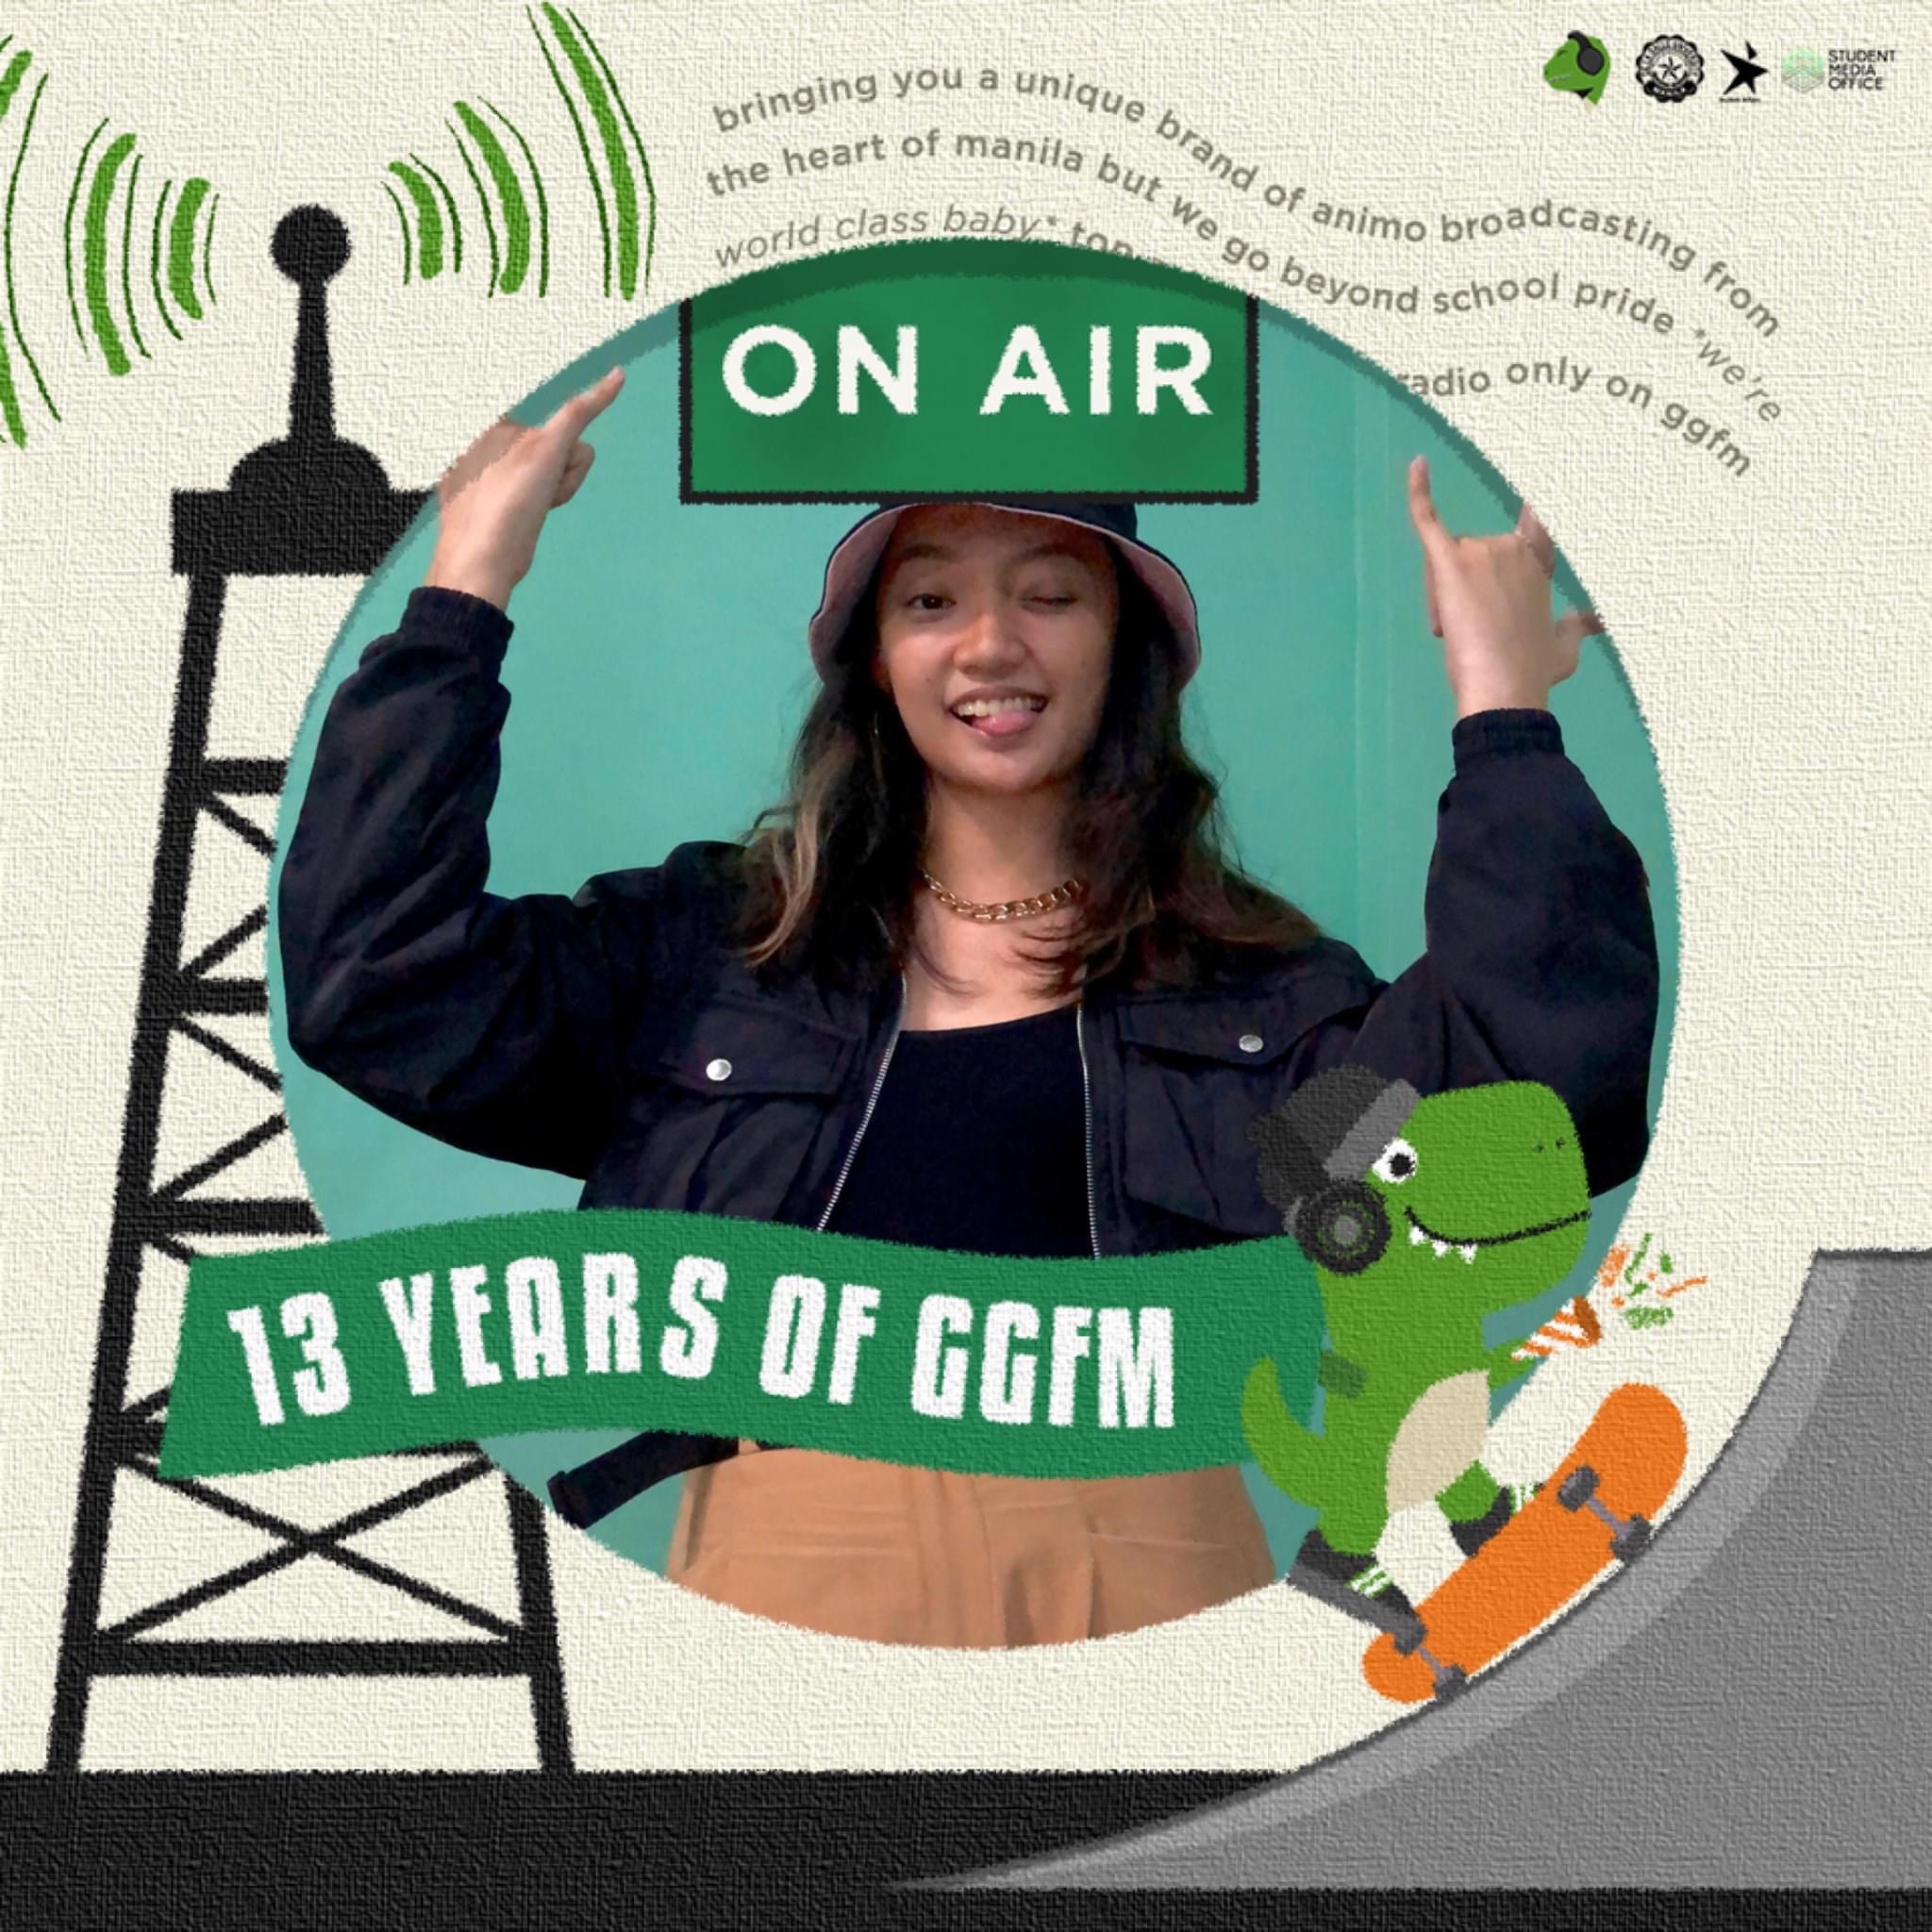 STUDENT
MEDIA
OFFICE
bringing you a unique brand of animo broadcasting from
the heart of manila but we go beyond school pride *we're
world class baby* top radio only on ggfm
ON AIR
13 YEARS OF GGFM